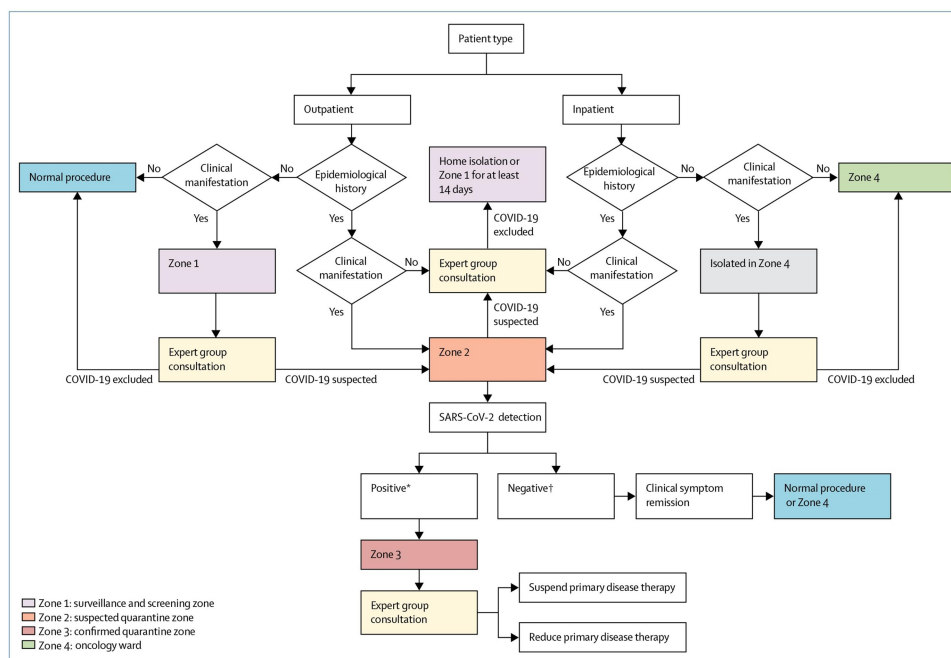 Patient type
Outpatient
Inpatient
Normal procedure
No
Clinical
manifestation
No
Epidemiological
history
Home isolation or
Zone 1 for at least
14 days
Epidemiological
history
No
Clinical
manifestation
No
Zone 4
Yes
Yes
COVID-19
excluded
Yes
Yes
Zone 1
Clinical
manifestation
No
Expert group
consultation
No
Clinical
manifestation
Isolated in Zone 4
Yes
COVID-19
suspected
Yes
Expert group
consultation
Zone 2
Expert group
consultation
COVID-19 excluded
COVID-19 suspected
COVID-19 suspected
COVID-19 excluded
SARS-CoV-2 detection
Positive*
Negative†
Clinical symptom
remission
Normal procedure
or Zone 4
Zone 3
Expert group
consultation
Suspend primary disease therapy
Reduce primary disease therapy
Zone 1: surveillance and screening zone
Zone 2: suspected quarantine zone
Zone 3: confirmed quarantine zone
Zone 4: oncology ward